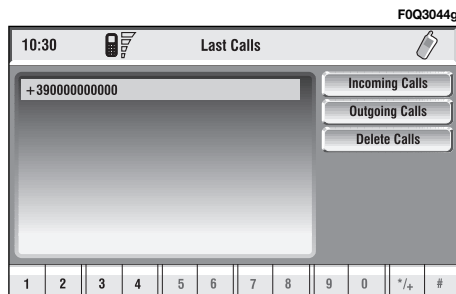 F0Q3044g
10:30 Last Calls
+390000000000
Incoming Calls
Outgoing Calls
Delete Calls
1 2 3 4 5 6 7 8 9 0 */+ #